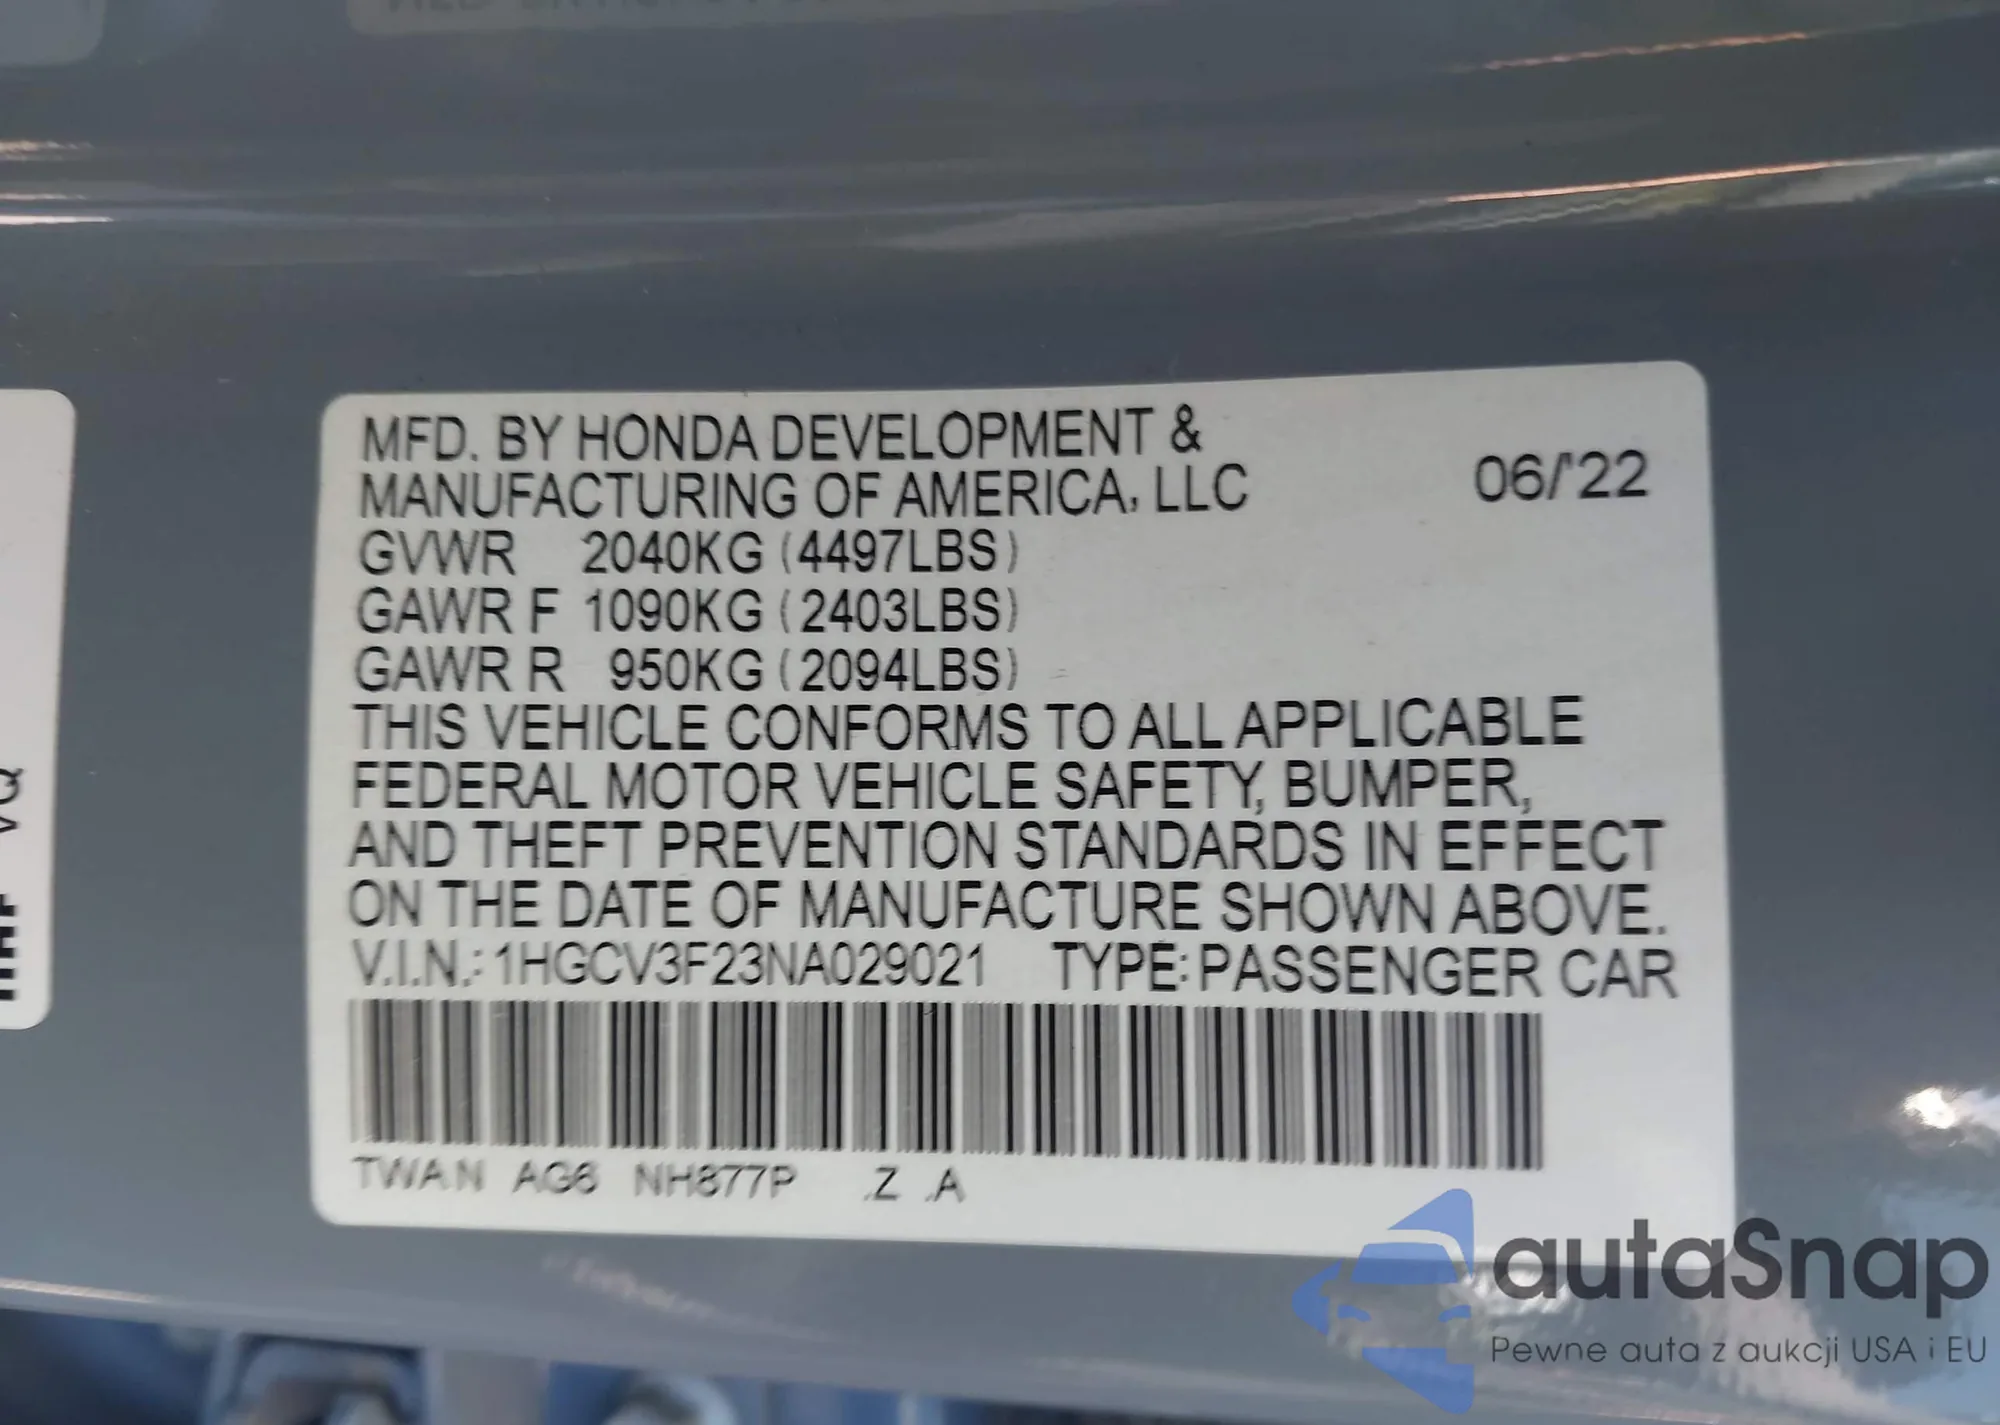 MFD. BY HONDA DEVELOPMENT &
MANUFACTURING OF AMERICA, LLC 06/'22
GVWR 2040KG (4497LBS)
GAWR F 1090KG (2403LBS)
GAWR R 950KG (2094LBS)
THIS VEHICLE CONFORMS TO ALL APPLICABLE
FEDERAL MOTOR VEHICLE SAFETY, BUMPER,
AND THEFT PREVENTION STANDARDS IN EFFECT
ON THE DATE OF MANUFACTURE SHOWN ABOVE.
V.I.N.: 1HGCV3F23NA029021 TYPE: PASSENGER CAR
TWAN AG6 NH877P .Z .A
autaSnap
Pewne auta z aukcji USA i EU